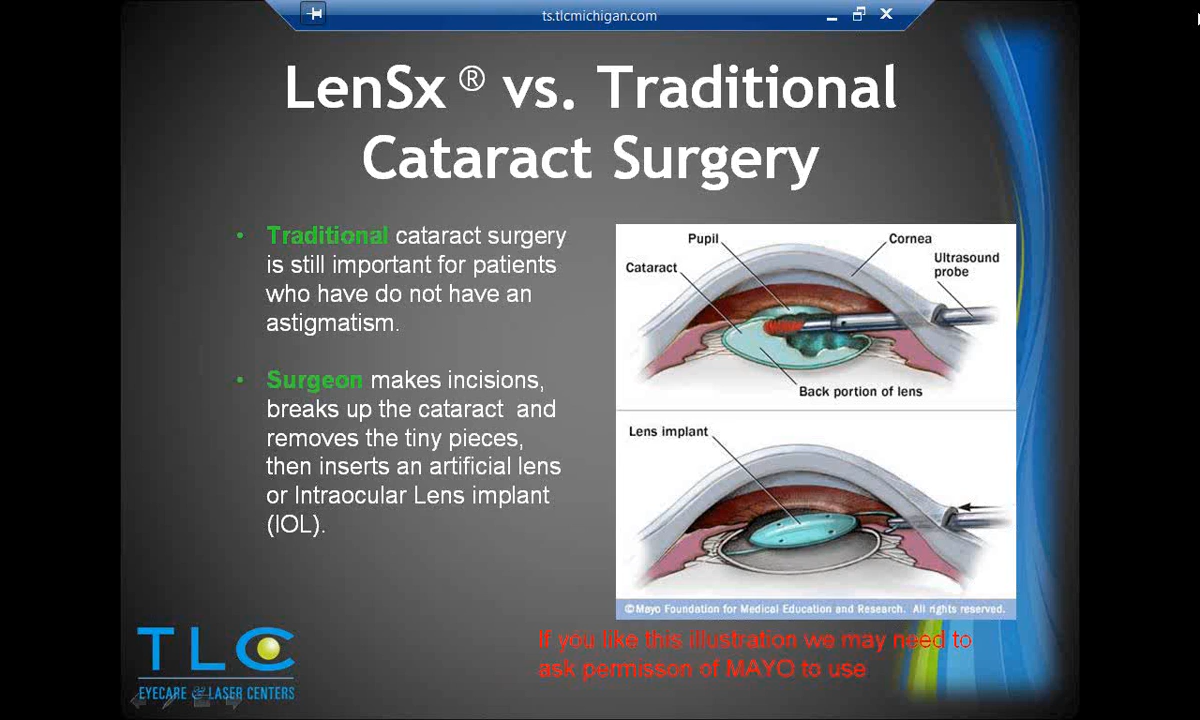 ts.tlcmichigan.com
LenSx ® vs. Traditional
Cataract Surgery
• Traditional cataract surgery
is still important for patients
who have do not have an
astigmatism.
• Surgeon makes incisions,
breaks up the cataract and
removes the tiny pieces,
then inserts an artificial lens
or Intraocular Lens implant
(IOL).
Pupil
Cornea
Cataract
Ultrasound
probe
Back portion of lens
Lens implant
©Mayo Foundation for Medical Education and Research. All rights reserved.
If you like this illustration we may need to
ask permisson of MAYO to use
TLC
EYECARE & LASER CENTERS